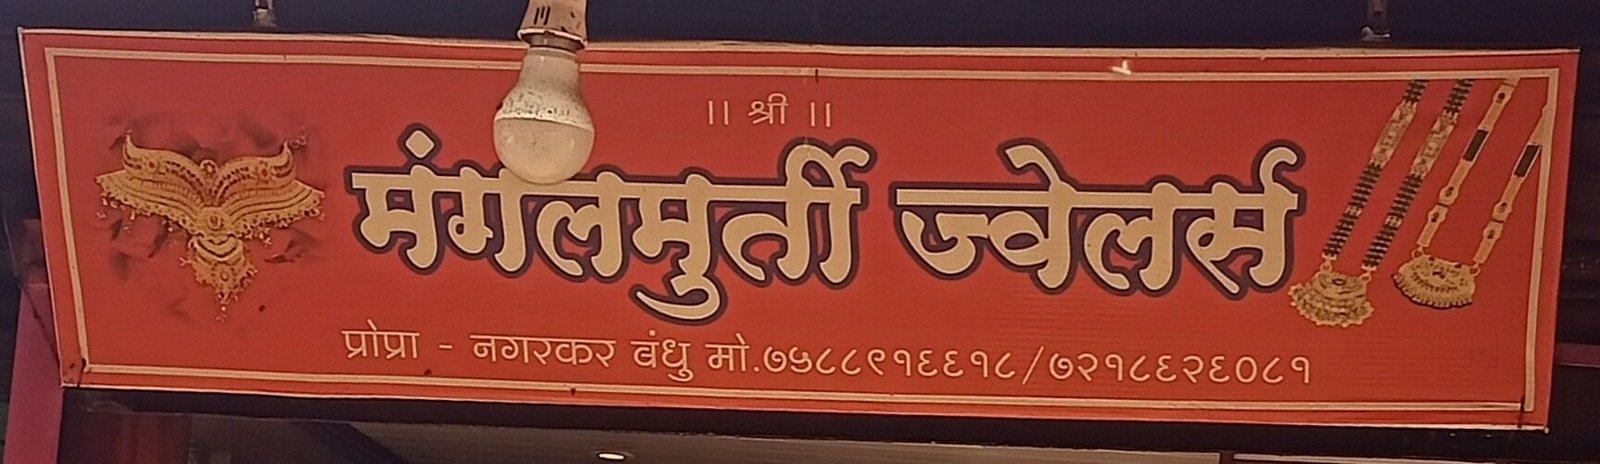 ।। श्री ।।
मंगलमुर्ती ज्वेलर्स
प्रोप्रा - नगरकर बंधु मो.७५८८९१६६१८/७२१८६२६०८१